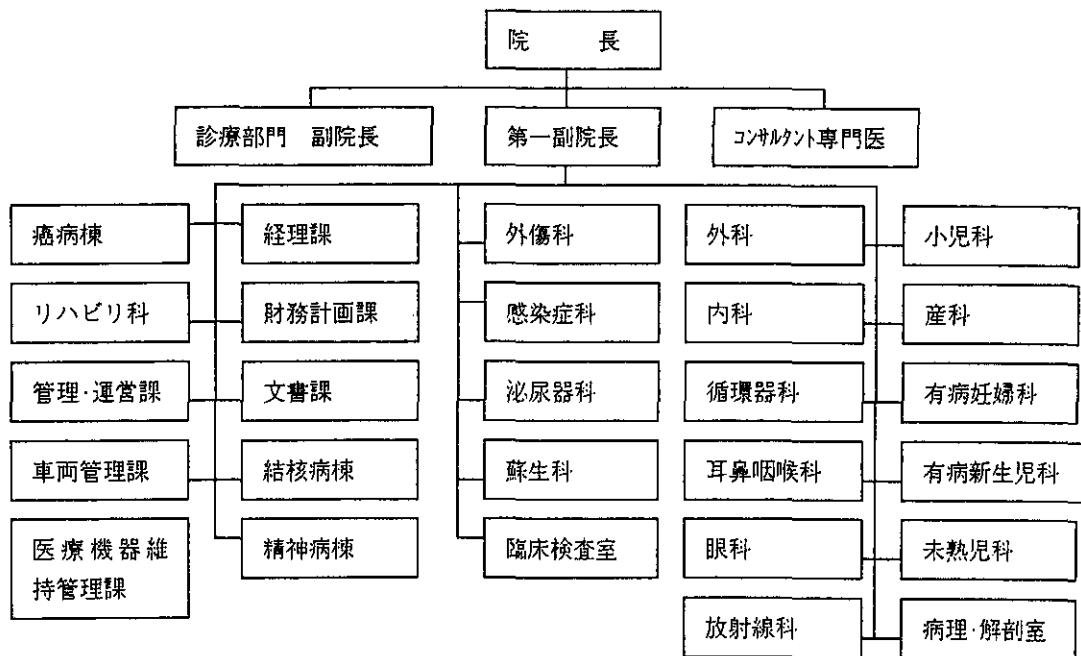 院　長
診療部門　副院長
第一副院長
コンサルタント専門医
癌病棟
経理課
外傷科
外科
小児科
リハビリ科
財務計画課
感染症科
内科
産科
管理・運営課
文書課
泌尿器科
循環器科
有病妊婦科
車両管理課
結核病棟
蘇生科
耳鼻咽喉科
有病新生児科
医療機器維
持管理課
精神病棟
臨床検査室
眼科
未熟児科
放射線科
病理・解剖室